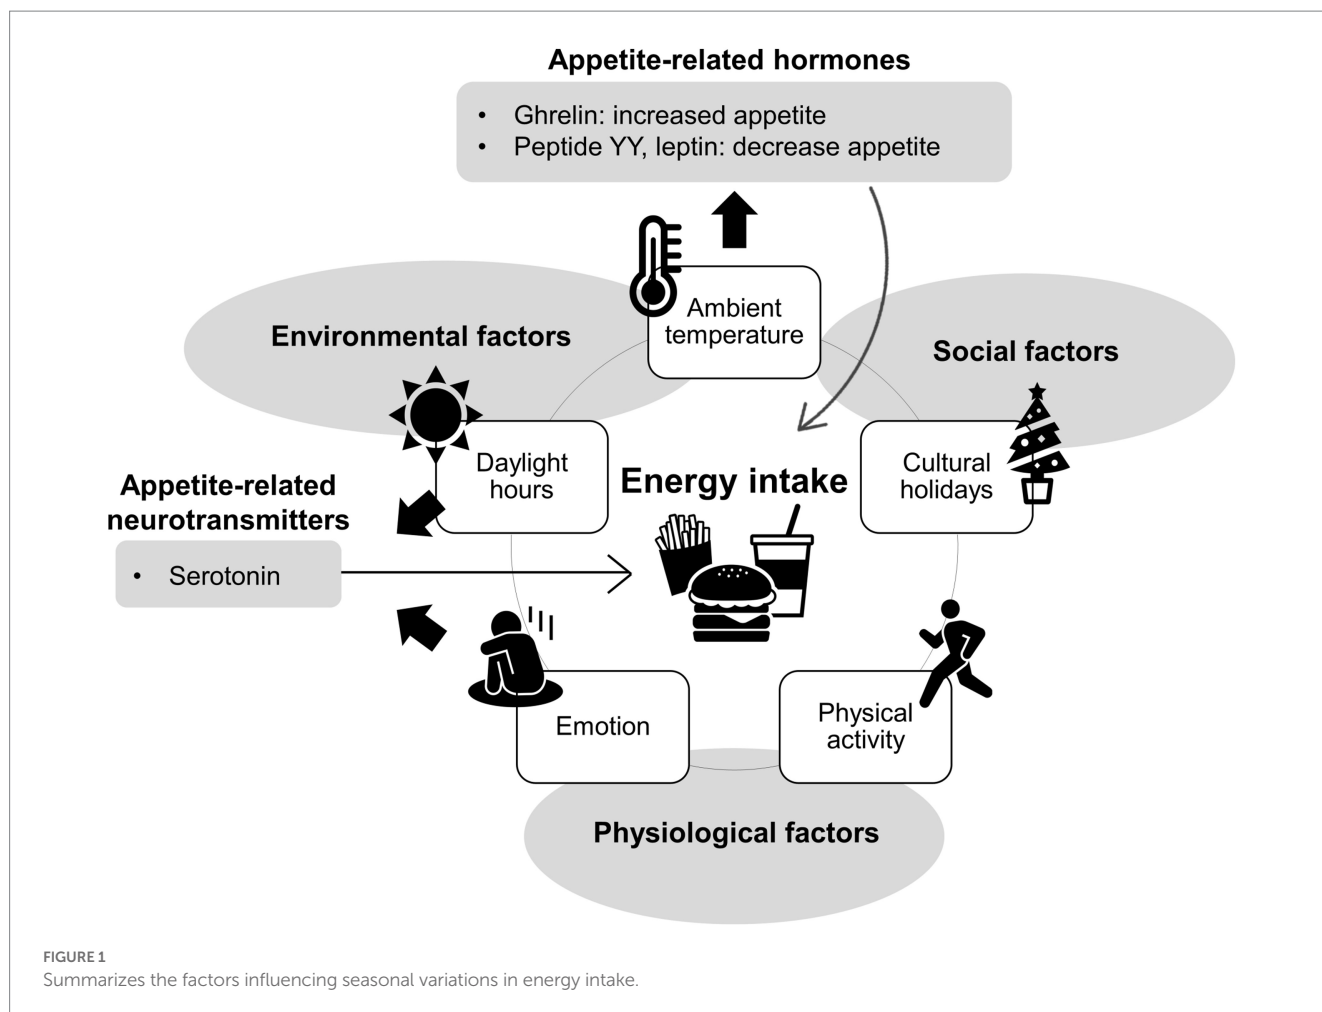 Appetite-related hormones
• Ghrelin: increased appetite
• Peptide YY, leptin: decrease appetite
Ambient
temperature
Environmental factors
Social factors
Daylight
hours
Cultural
holidays
Energy intake
Appetite-related
neurotransmitters
• Serotonin
Emotion
Physical
activity
Physiological factors
FIGURE 1
Summarizes the factors influencing seasonal variations in energy intake.